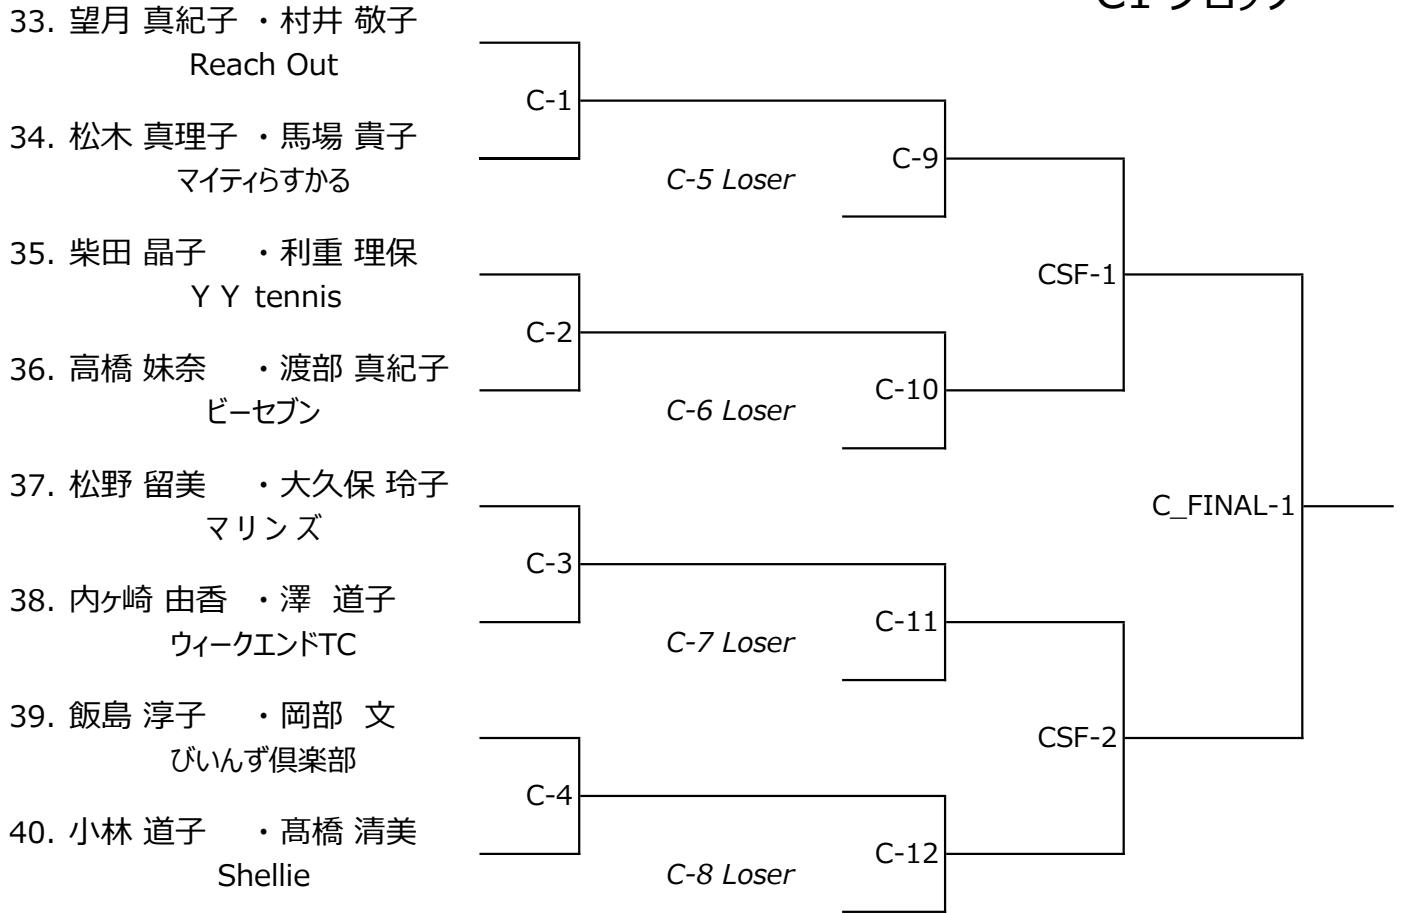 C1 ブロック
33. 望月 真紀子 ・村井 敬子
Reach Out
C-1
34. 松木 真理子 ・馬場 貴子
C-9
マイティらすかる
C-5 Loser
35. 柴田 晶子 ・利重 理保
CSF-1
Y Y tennis
C-2
36. 高橋 妹奈 ・渡部 真紀子
C-10
ビーセブン
C-6 Loser
37. 松野 留美 ・大久保 玲子
C_FINAL-1
マリンズ
C-3
38. 内ヶ崎 由香 ・澤 道子
C-11
ウィークエンドTC
C-7 Loser
39. 飯島 淳子 ・岡部 文
CSF-2
びいんず倶楽部
C-4
40. 小林 道子 ・髙橋 清美
C-12
Shellie
C-8 Loser